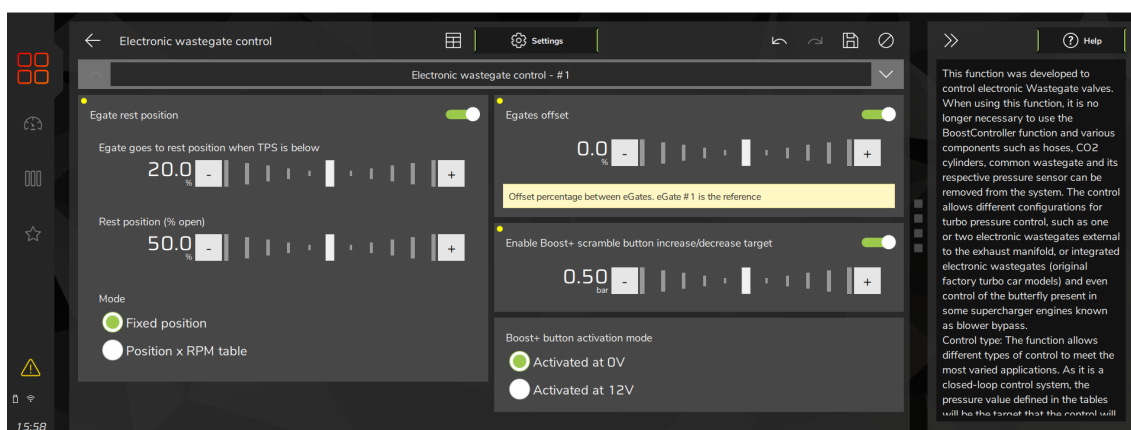 Electronic wastegate control
Settings
Help
Electronic wastegate control - #1
Egate rest position
Egate goes to rest position when TPS is below
20.0
%
-
+
Rest position (% open)
50.0
%
-
+
Mode
Fixed position
Position x RPM table
Egates offset
0.0
%
-
+
Offset percentage between eGates. eGate #1 is the reference
Enable Boost+ scramble button increase/decrease target
0.50
bar
-
+
Boost+ button activation mode
Activated at 0V
Activated at 12V
This function was developed to
control electronic Wastegate valves.
When using this function, it is no
longer necessary to use the
BoostController function and various
components such as hoses, CO2
cylinders, common wastegate and its
respective pressure sensor can be
removed from the system. The control
allows different configurations for
turbo pressure control, such as one
or two electronic wastegates external
to the exhaust manifold, or integrated
electronic wastegates (original
factory turbo car models) and even
control of the butterfly present in
some supercharger engines known
as blower bypass.
Control type: The function allows
different types of control to meet the
most varied applications. As it is a
closed-loop control system, the
pressure value defined in the tables
will be the target that the control will
15:58